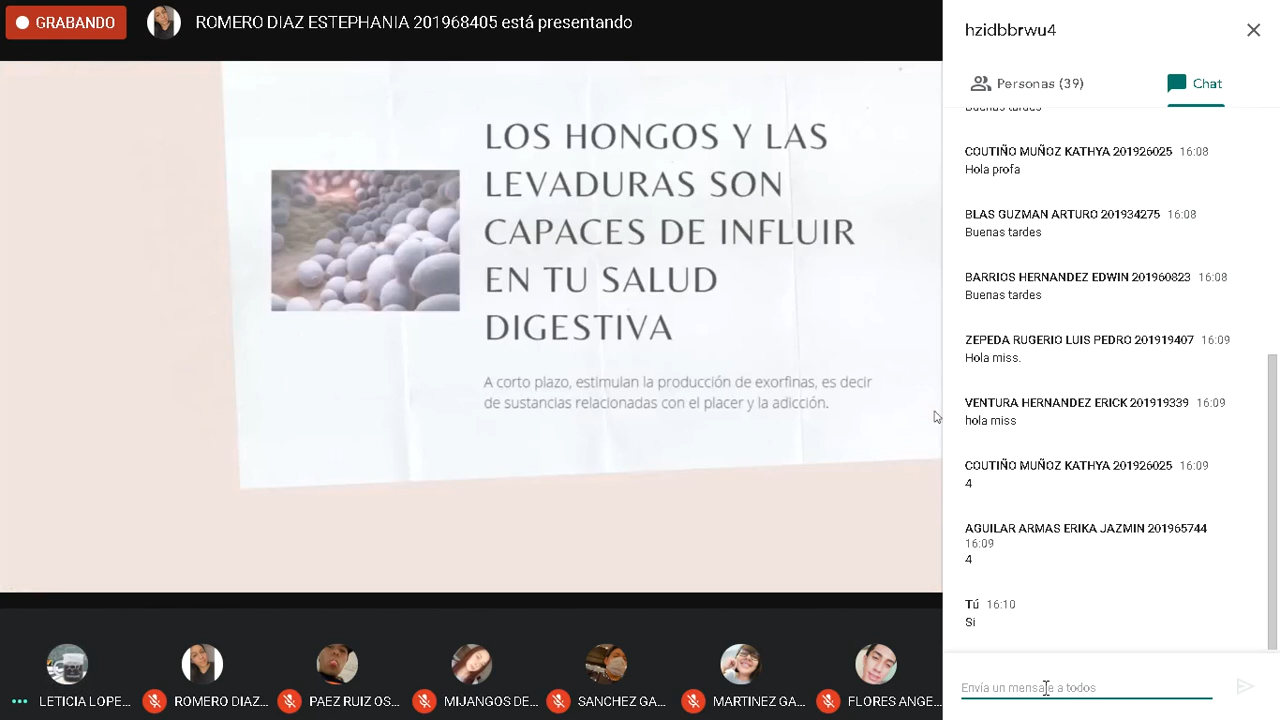 GRABANDO
ROMERO DIAZ ESTEPHANIA 201968405 está presentando
LOS HONGOS Y LAS
LEVADURAS SON
CAPACES DE INFLUIR
EN TU SALUD
DIGESTIVA
A corto plazo, estimulan la producción de exorfinas, es decir
de sustancias relacionadas con el placer y la adicción.
LETICIA LOPE...
ROMERO DIAZ...
PAEZ RUIZ OS...
MIJANGOS DE...
SANCHEZ GA...
MARTINEZ GA...
FLORES ANGE...
hzidbbrwu4
Personas (39)
Chat
Buenas tardes
COUTIÑO MUÑOZ KATHYA 201926025 16:08
Hola profa
BLAS GUZMAN ARTURO 201934275 16:08
Buenas tardes
BARRIOS HERNANDEZ EDWIN 201960823 16:08
Buenas tardes
ZEPEDA RUGERIO LUIS PEDRO 201919407 16:09
Hola miss.
VENTURA HERNANDEZ ERICK 201919339 16:09
hola miss
COUTIÑO MUÑOZ KATHYA 201926025 16:09
4
AGUILAR ARMAS ERIKA JAZMIN 201965744
16:09
4
Tú 16:10
Si
Envía un mensaje a todos